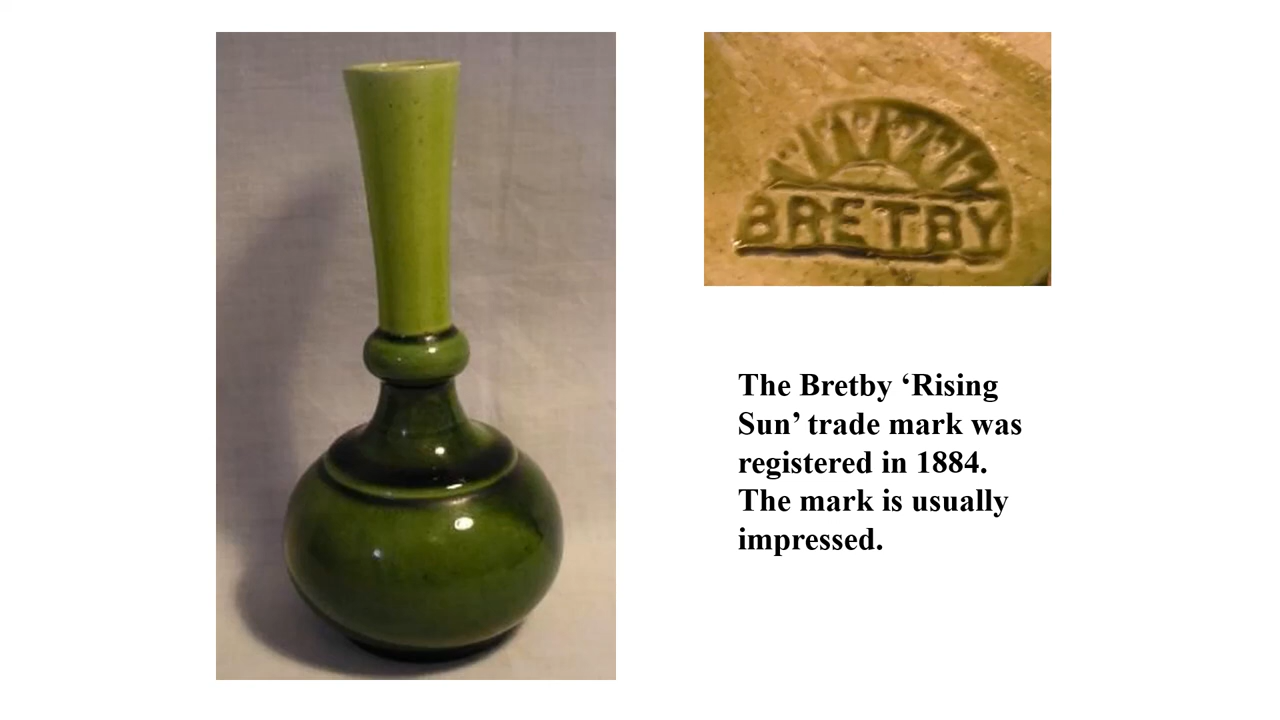 BRETBY
The Bretby ‘Rising
Sun’ trade mark was
registered in 1884.
The mark is usually
impressed.